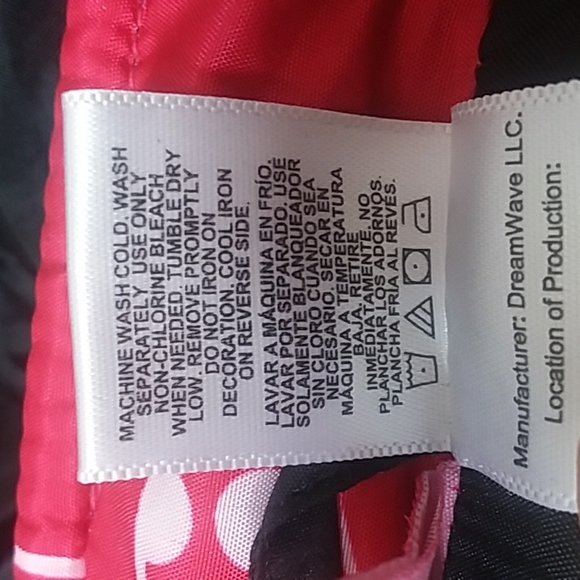 MACHINE WASH COLD. WASH
SEPARATELY USE ONLY
NON-CHLORINE BLEACH
WHEN NEEDED. TUMBLE DRY
LOW. REMOVE PROMPTLY
DO NOT IRON ON
DECORATION. COOL IRON
ON REVERSE SIDE.
LAVAR A MÁQUINA EN FRIO,
LAVAR POR SEPARADO. USE
SOLAMENTE BLANQUEADOR
SIN CLORO CUANDO SEA
NECESARIO. SECAR EN
MÁQUINA A TEMPERATURA
BAJA. RETIRE
INMEDIATAMENTE. NO
PLANCHAR LOS ADORNOS.
PLANCHA FRIA AL REVÉS.
Manufacturer: DreamWave LLC.
Location of Production: